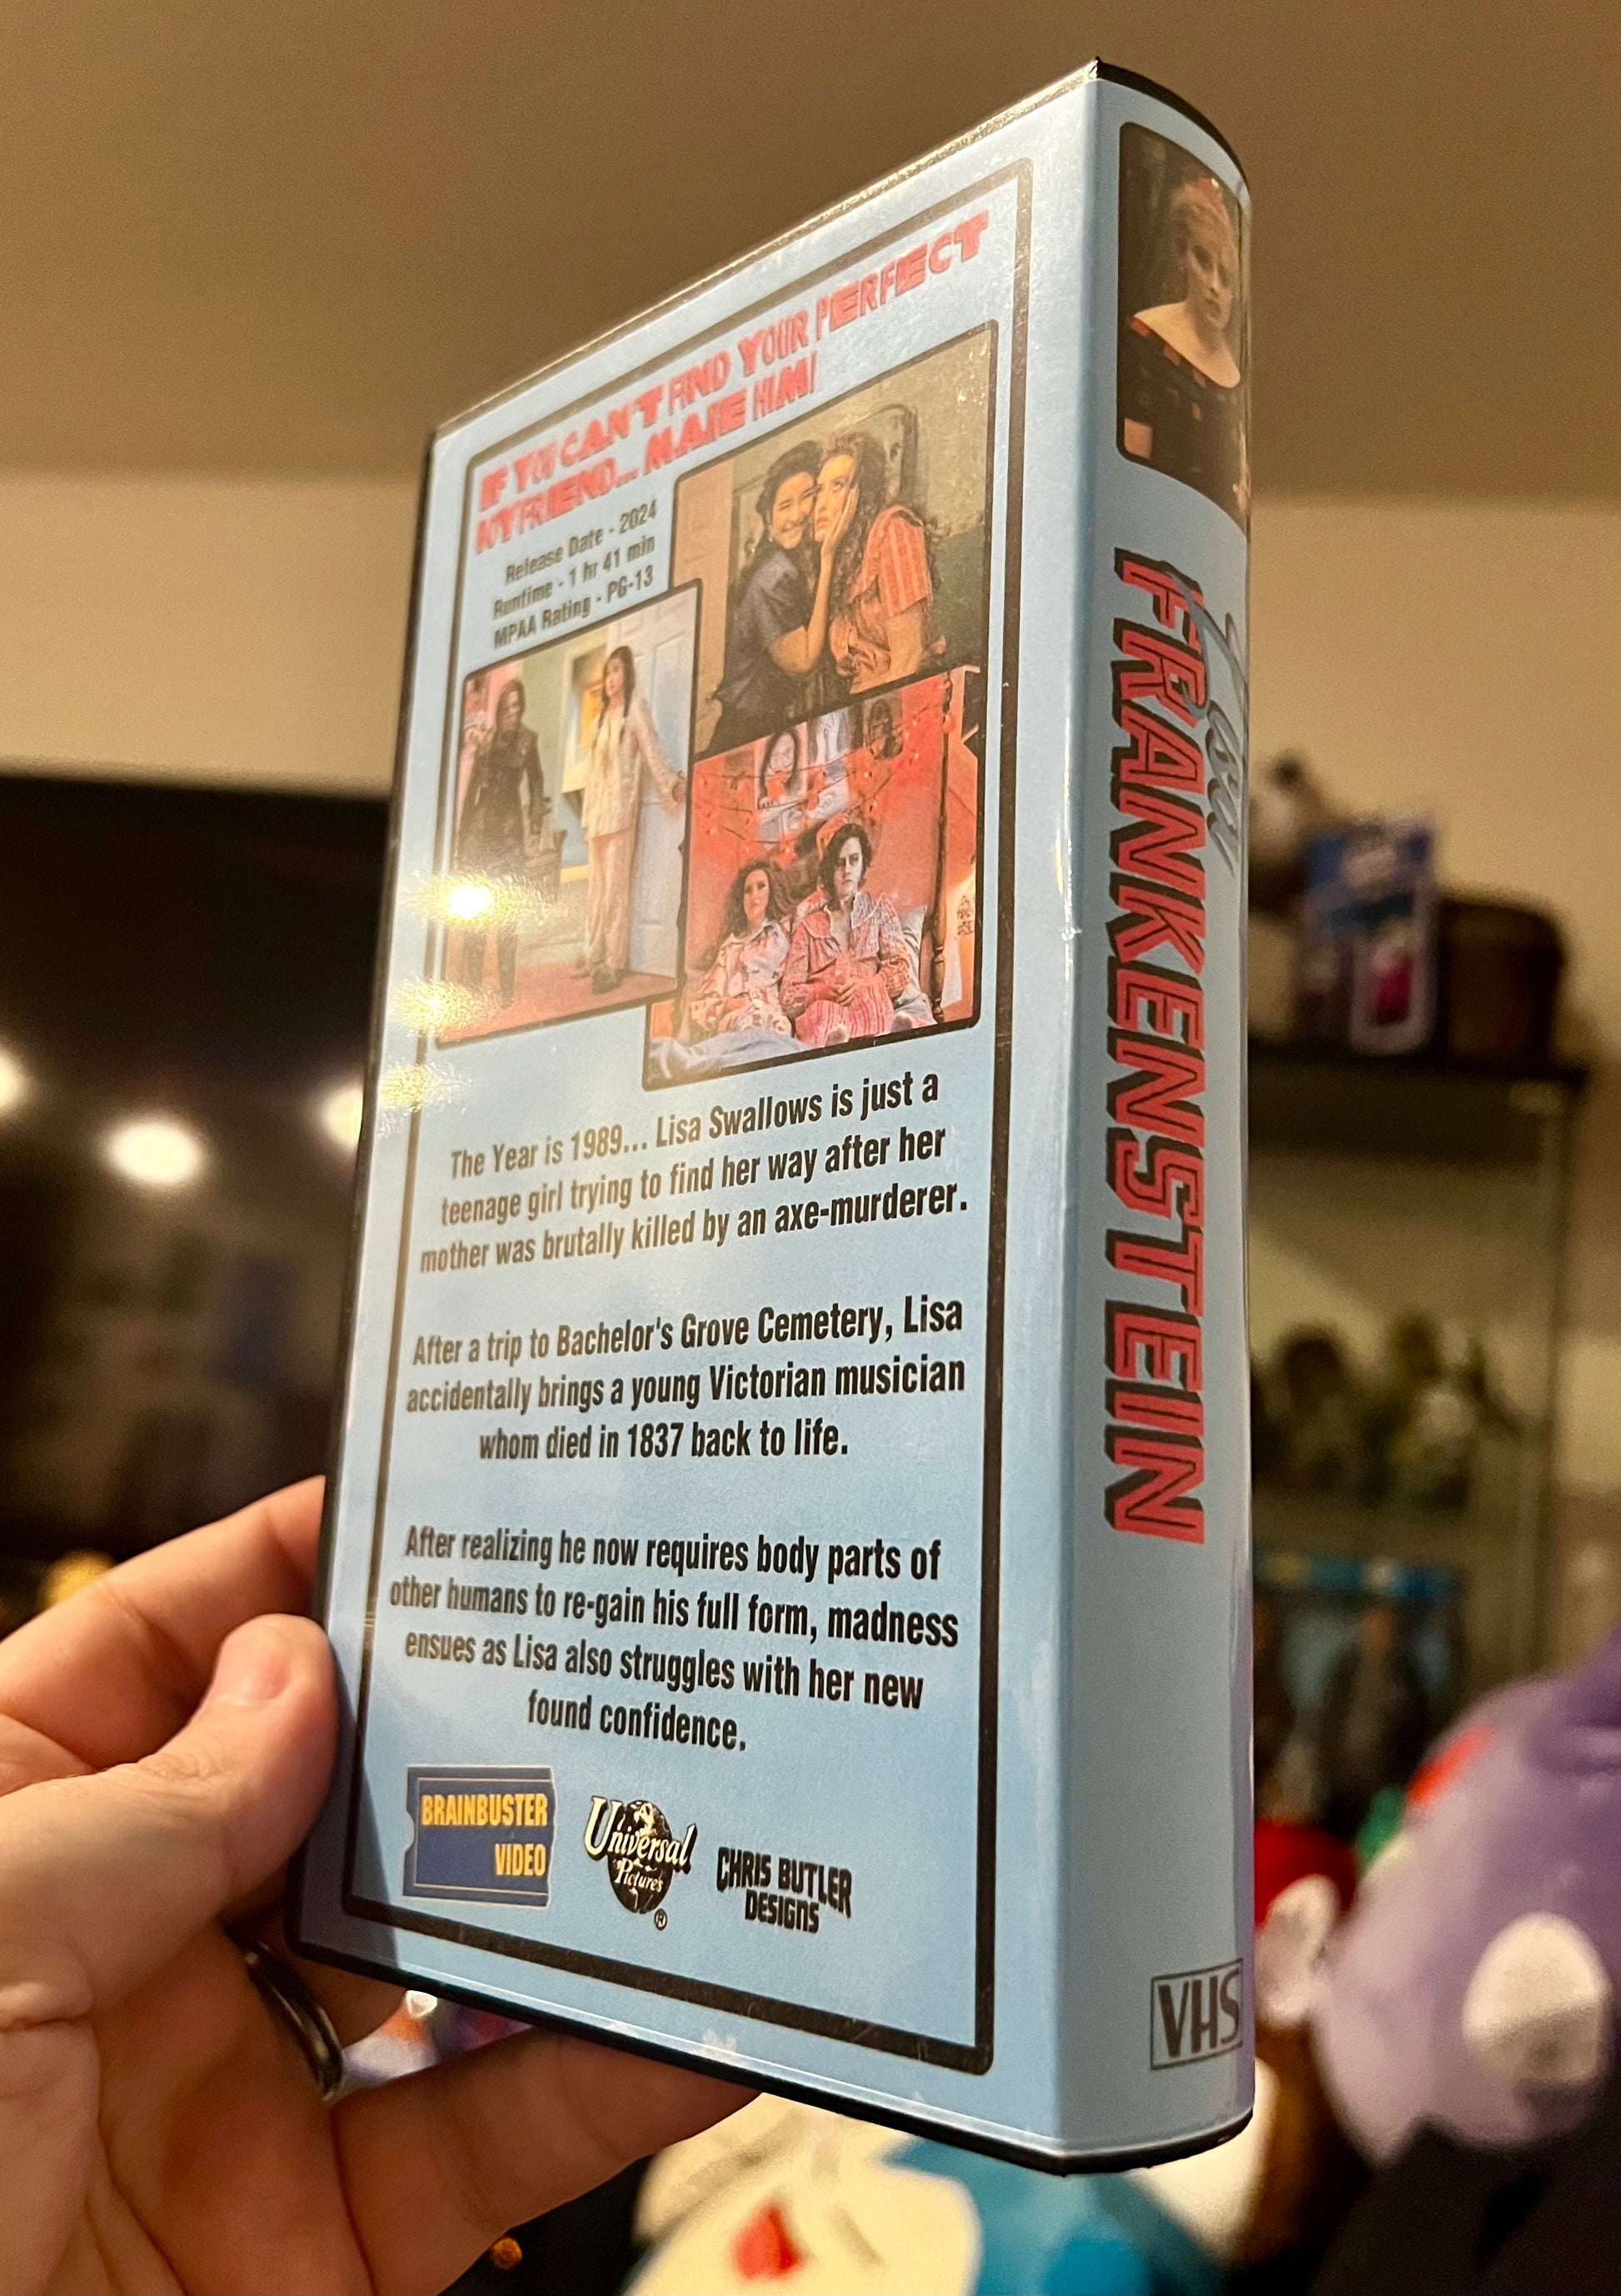 IF YOU CAN'T FIND YOUR PERFECT
BOYFRIEND... MAKE HIM!
Release Date - 2024
Runtime - 1 hr 41 min
MPAA Rating - PG-13
The Year is 1989... Lisa Swallows is just a
teenage girl trying to find her way after her
mother was brutally killed by an axe-murderer.
After a trip to Bachelor's Grove Cemetery, Lisa
accidentally brings a young Victorian musician
whom died in 1837 back to life.
After realizing he now requires body parts of
other humans to re-gain his full form, madness
ensues as Lisa also struggles with her new
found confidence.
BRAINBUSTER
VIDEO
Universal
Pictures
®
CHRIS BUTLER
DESIGNS
Lisa
FRANKENSTEIN
VHS